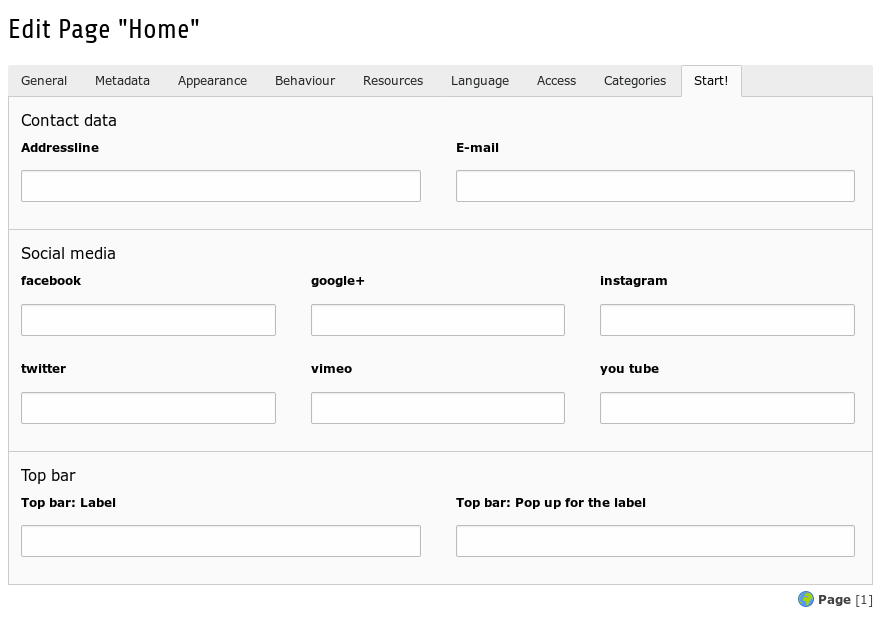 Edit Page "Home"
General Metadata Appearance Behaviour Resources Language Access Categories Start!
Contact data
Addressline E-mail
Social media
facebook google+ instagram
twitter vimeo you tube
Top bar
Top bar: Label Top bar: Pop up for the label
Page [1]